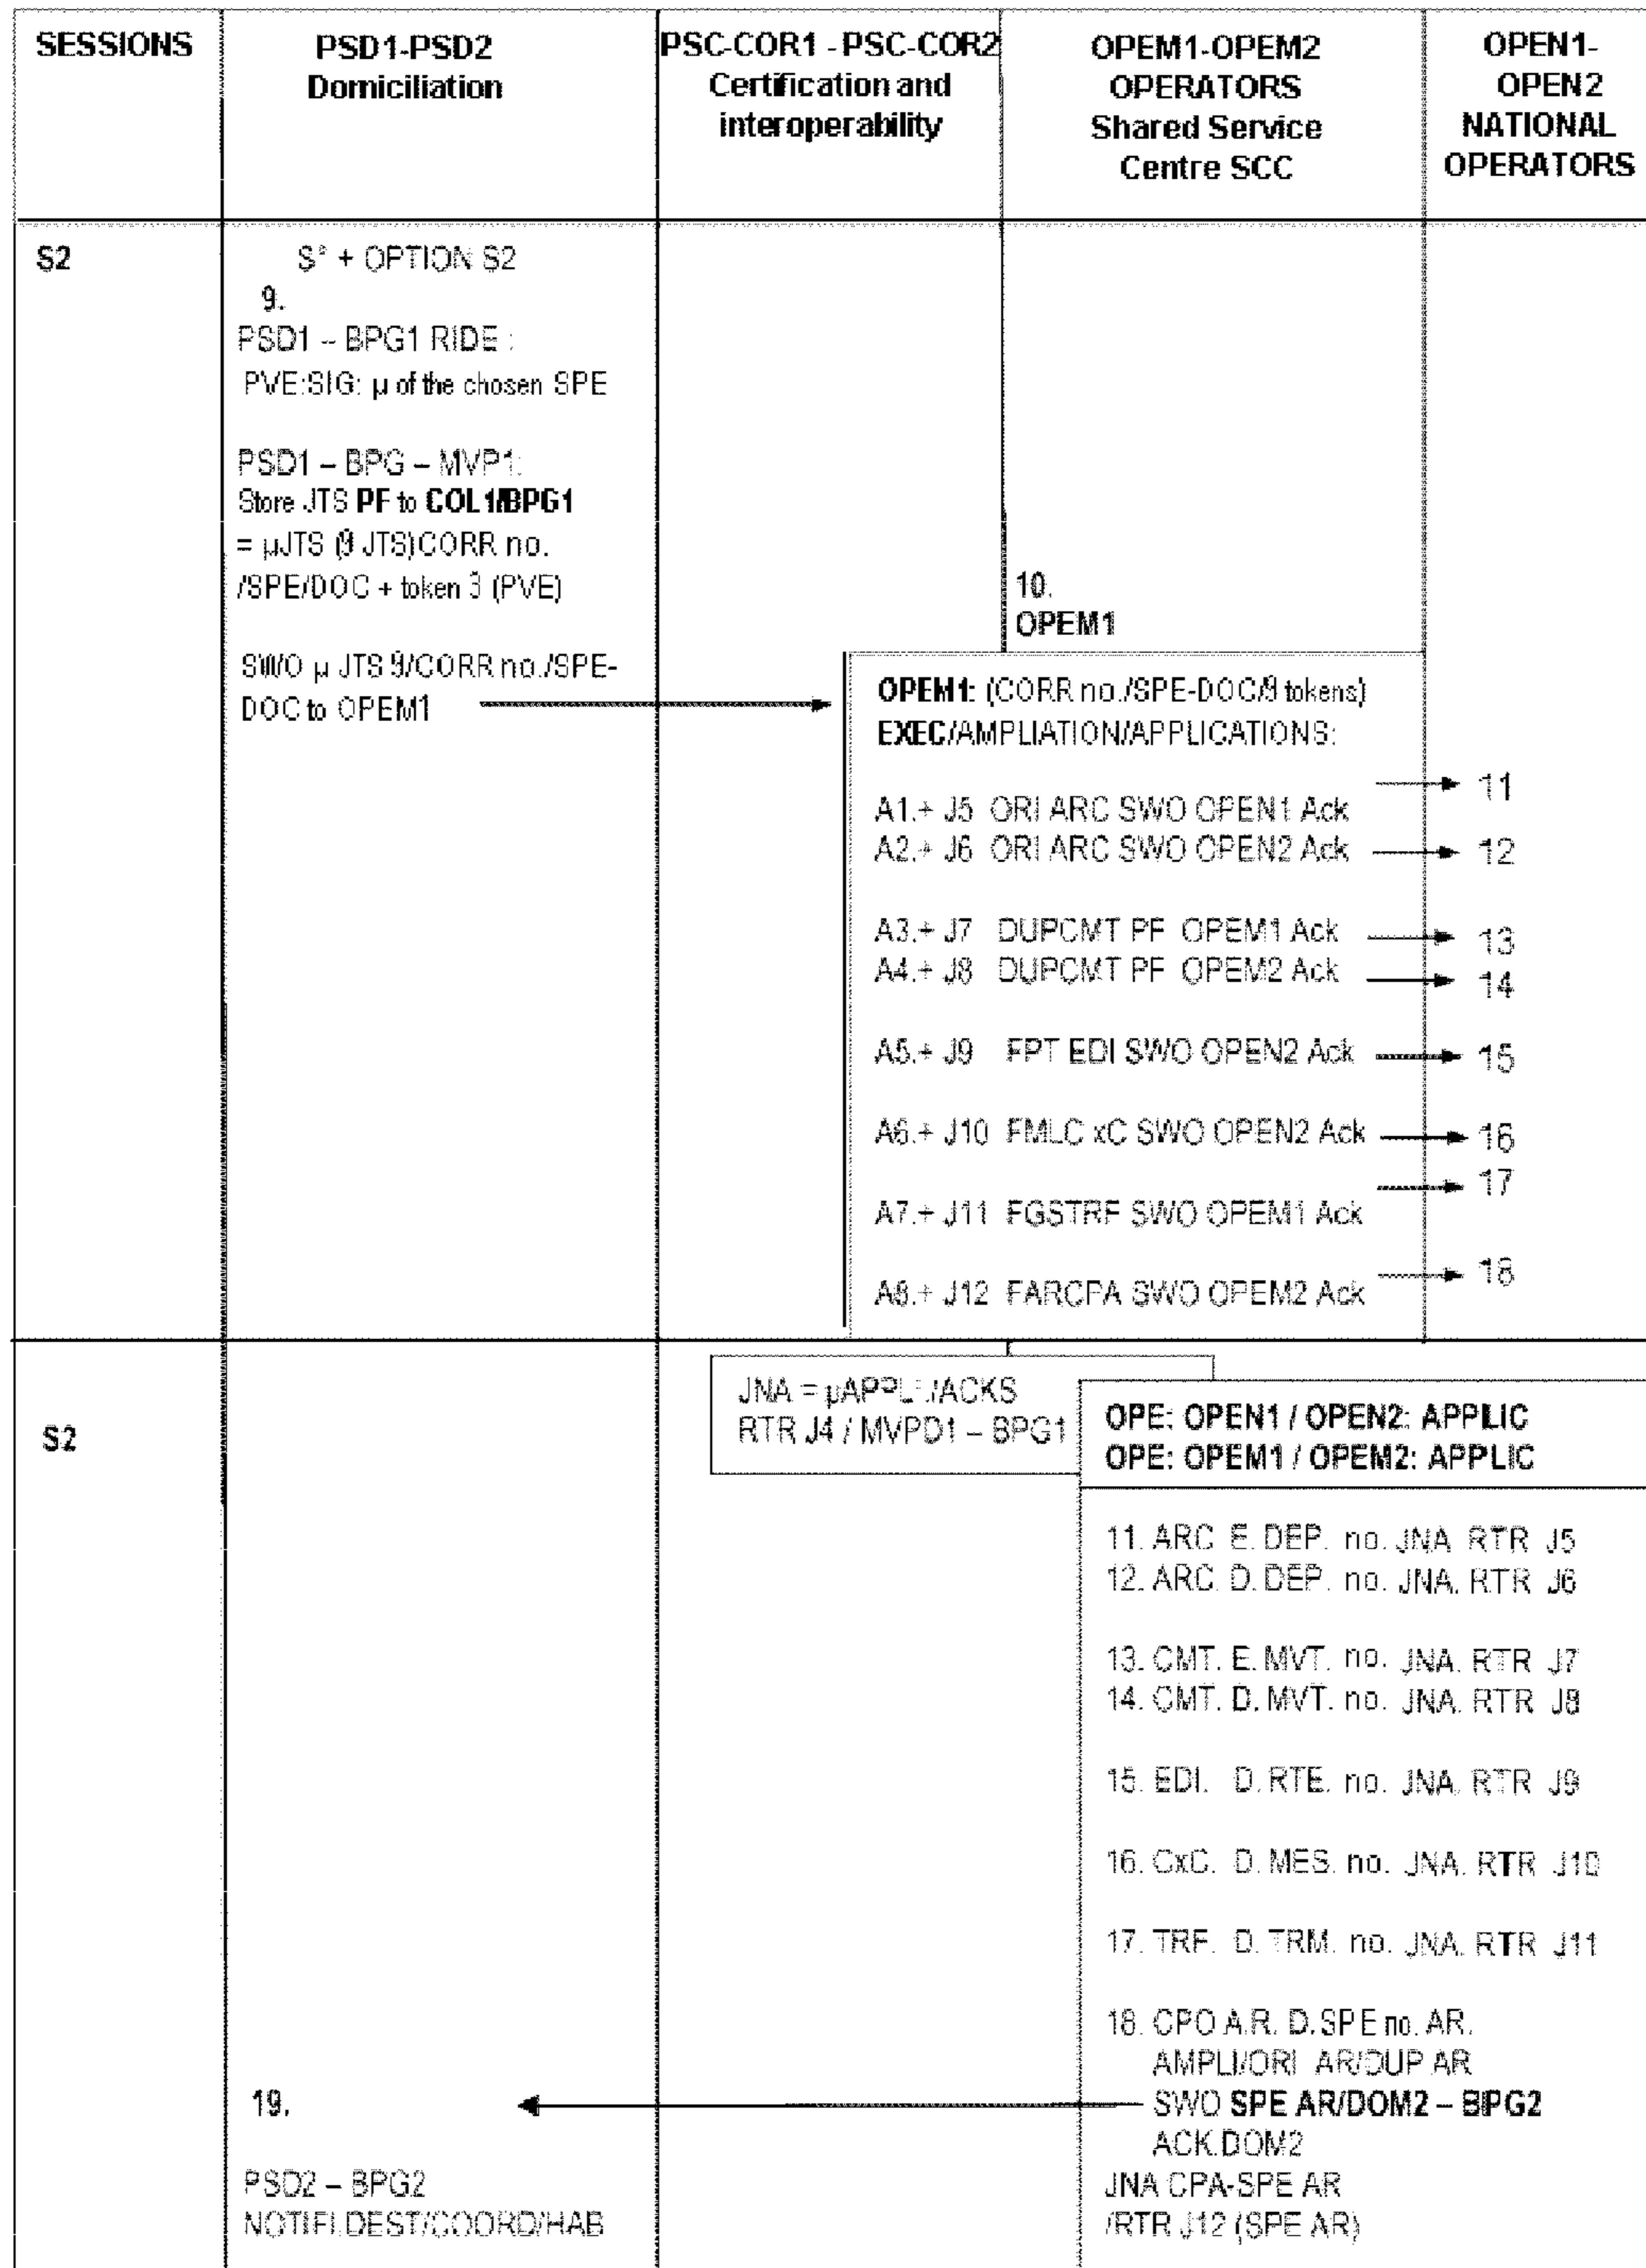 SESSIONS
PSD1-PSD2
Domiciliation
PSC-COR1 - PSC-COR2
Certification and
interoperability
OPEM1-OPEM2
OPERATORS
Shared Service
Centre SCC
OPEN1-
OPEN2
NATIONAL
OPERATORS
S2
S° + OPTION S2
9.
PSD1 – BPG1 RIDE :
PVE:SIG: µ of the chosen SPE
PSD1 – BPG – MVP1:
Store JTS PF to COL1/BPG1
= µJTS (9 JTS)CORR no.
/SPE/DOC + token 3 (PVE)
SWO µ JTS 9/CORR no./SPE-
DOC to OPEM1
10.
OPEM1
OPEM1: (CORR no./SPE-DOC/9 tokens)
EXEC/AMPLIATION/APPLICATIONS:
A1.+ J5 ORI ARC SWO OPEN1 Ack
11
A2.+ J6 ORI ARC SWO OPEN2 Ack
12
A3.+ J7 DUPCMT PF OPEM1 Ack
13
A4.+ J8 DUPCMT PF OPEM2 Ack
14
A5.+ J9 FPT EDI SWO OPEN2 Ack
15
A6.+ J10 FMLC xC SWO OPEN2 Ack
16
A7.+ J11 FGSTRF SWO OPEM1 Ack
17
A8.+ J12 FARCPA SWO OPEM2 Ack
18
S2
JNA = /ACKS
RTR J4 / MVPD1 – BPG1
OPE: OPEN1 / OPEN2: APPLIC
OPE: OPEM1 / OPEM2: APPLIC
11. ARC E. DEP. no. JNA RTR J5
12. ARC. D. DEP. no. JNA. RTR J6
13. CMT. E. MVT. no. JNA. RTR J7
14. CMT. D. MVT. no. JNA. RTR J8
15. EDI. D. RTE. no. JNA. RTR J9
16. CxC. D. MES. no. JNA. RTR J10
17. TRF. D. TRM. no. JNA. RTR J11
18. CPO A.R. D.SPE no. AR.
AMPLI/ORI AR/DUP AR
SWO SPE AR/DOM2 – BPG2
ACK.DOM2
JNA CPA-SPE AR
/RTR J12 (SPE AR)
19.
PSD2 – BPG2
NOTIFI.DEST/COORD/HAB